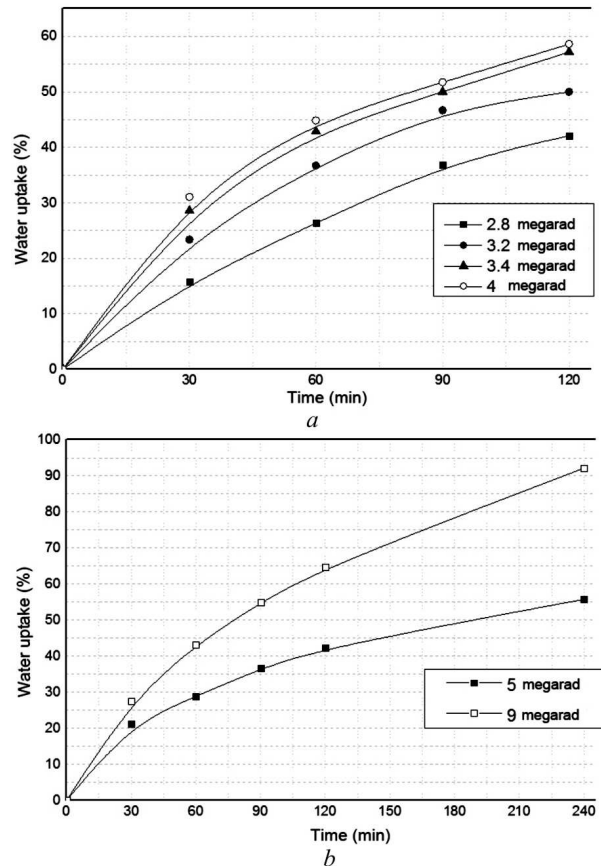 60
50
40
30
20
10
0
Water uptake (%)
2.8 megarad
3.2 megarad
3.4 megarad
4 megarad
0 30 60 90 120
Time (min)
a
100
90
80
70
60
50
40
30
20
10
0
Water uptake (%)
5 megarad
9 megarad
0 30 60 90 120 150 180 210 240
Time (min)
b